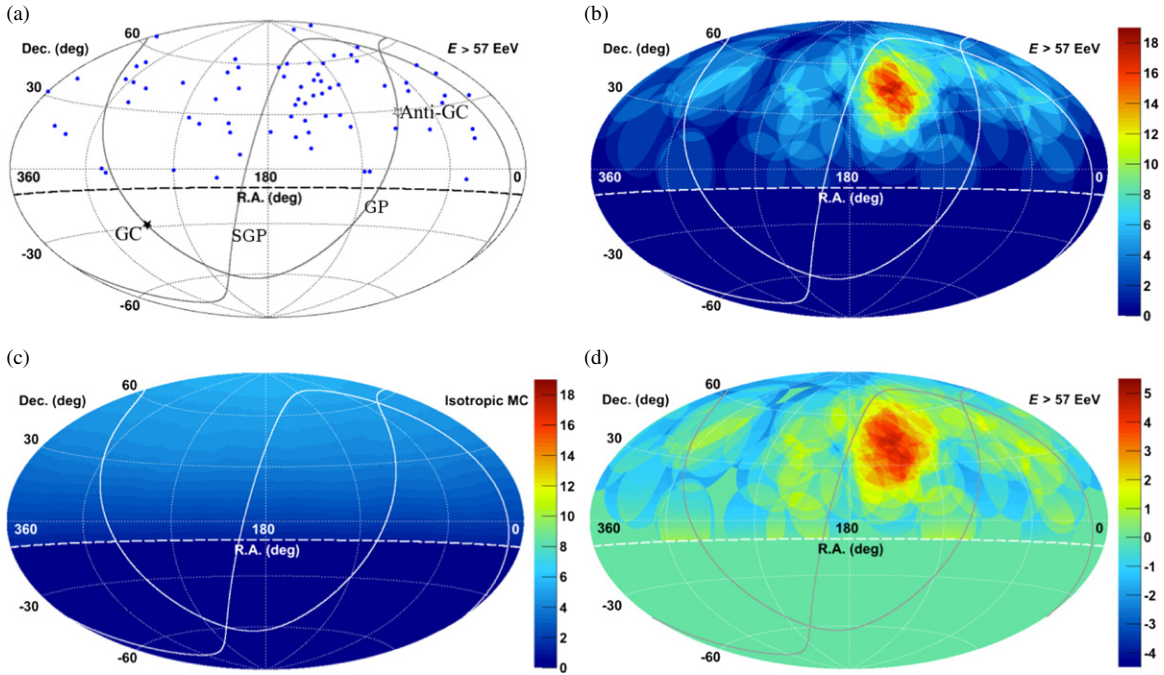 (a)
Dec. (deg)
60
E > 57 EeV
30
Anti-GC
360
180
0
R.A. (deg)
GP
GC
SGP
-30
-60
(b)
Dec. (deg)
60
E > 57 EeV
30
360
180
0
R.A. (deg)
-30
-60
18
16
14
12
10
8
6
4
2
0
(c)
Dec. (deg)
60
Isotropic MC
30
360
180
0
R.A. (deg)
-30
-60
18
16
14
12
10
8
6
4
2
0
(d)
Dec. (deg)
60
E > 57 EeV
30
360
180
0
R.A. (deg)
-30
-60
5
4
3
2
1
0
-1
-2
-3
-4